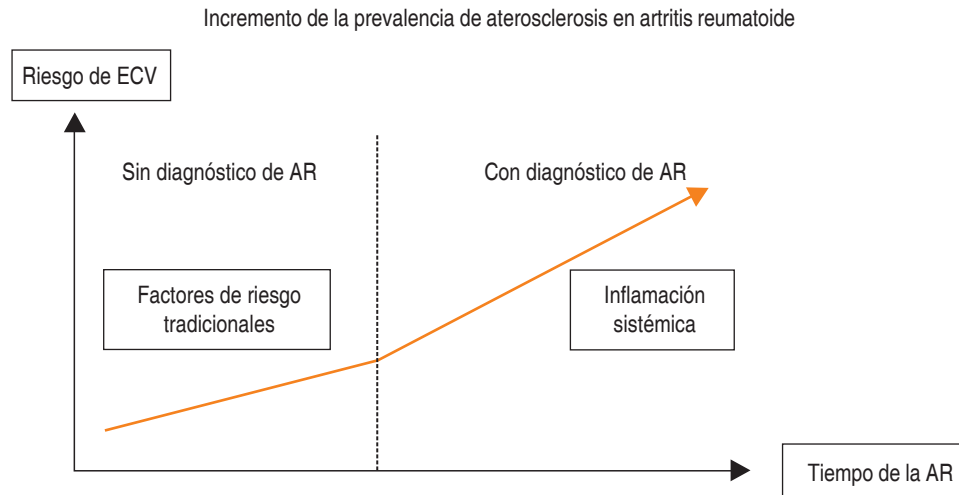 Incremento de la prevalencia de aterosclerosis en artritis reumatoide
Riesgo de ECV
Sin diagnóstico de AR
Con diagnóstico de AR
Factores de riesgo
tradicionales
Inflamación
sistémica
Tiempo de la AR